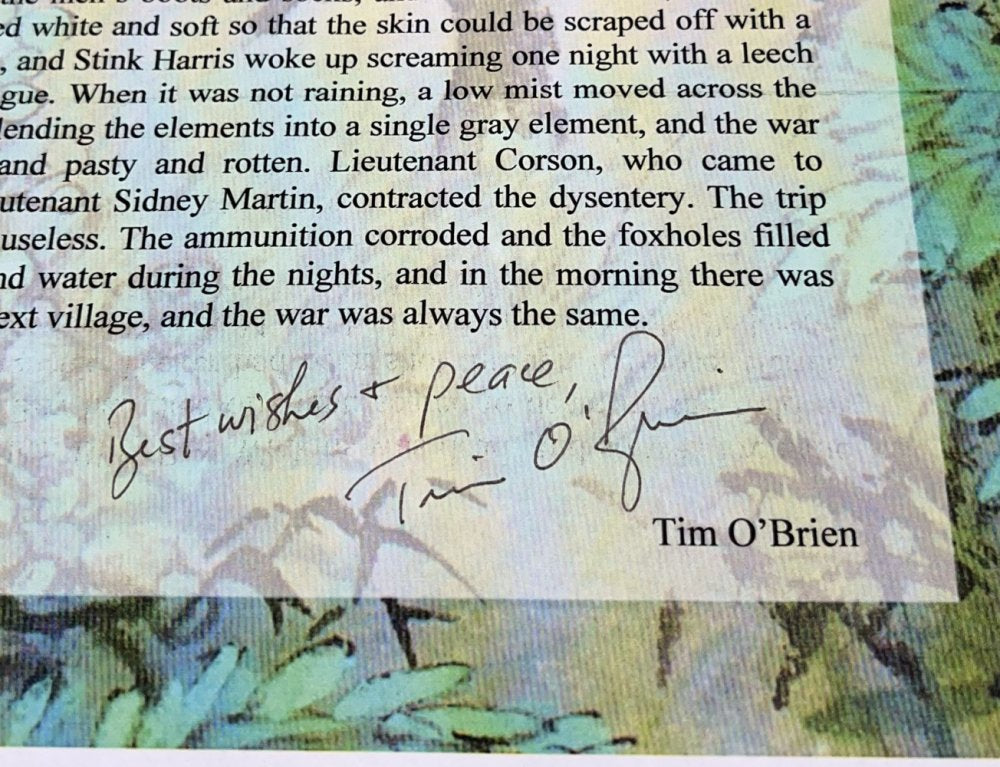 ed white and soft so that the skin could be scraped off with a
, and Stink Harris woke up screaming one night with a leech
gue. When it was not raining, a low mist moved across the
lending the elements into a single gray element, and the war
and pasty and rotten. Lieutenant Corson, who came to
utenant Sidney Martin, contracted the dysentery. The trip
useless. The ammunition corroded and the foxholes filled
nd water during the nights, and in the morning there was
ext village, and the war was always the same.
Best wishes + peace,
Tim O'Brien
Tim O’Brien